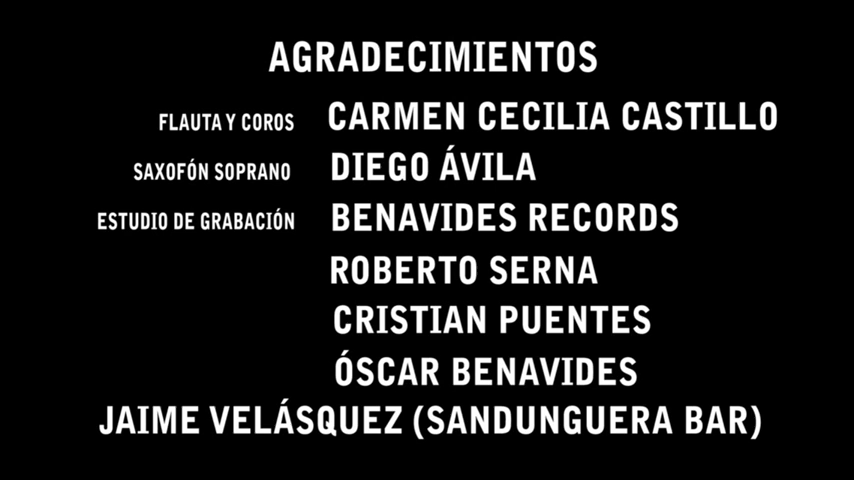 AGRADECIMIENTOS
FLAUTA Y COROS CARMEN CECILIA CASTILLO
SAXOFÓN SOPRANO DIEGO ÁVILA
ESTUDIO DE GRABACIÓN BENAVIDES RECORDS
ROBERTO SERNA
CRISTIAN PUENTES
ÓSCAR BENAVIDES
JAIME VELÁSQUEZ (SANDUNGUERA BAR)